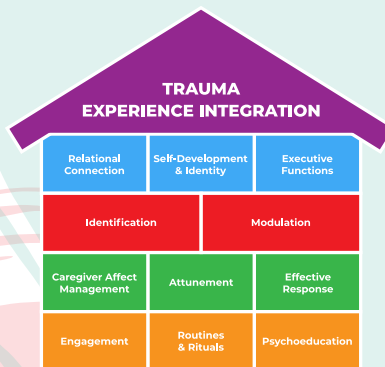 TRAUMA
EXPERIENCE INTEGRATION
Relational
Connection
Self-Development
& Identity
Executive
Functions
Identification
Modulation
Caregiver Affect
Management
Attunement
Effective
Response
Engagement
Routines
& Rituals
Psychoeducation